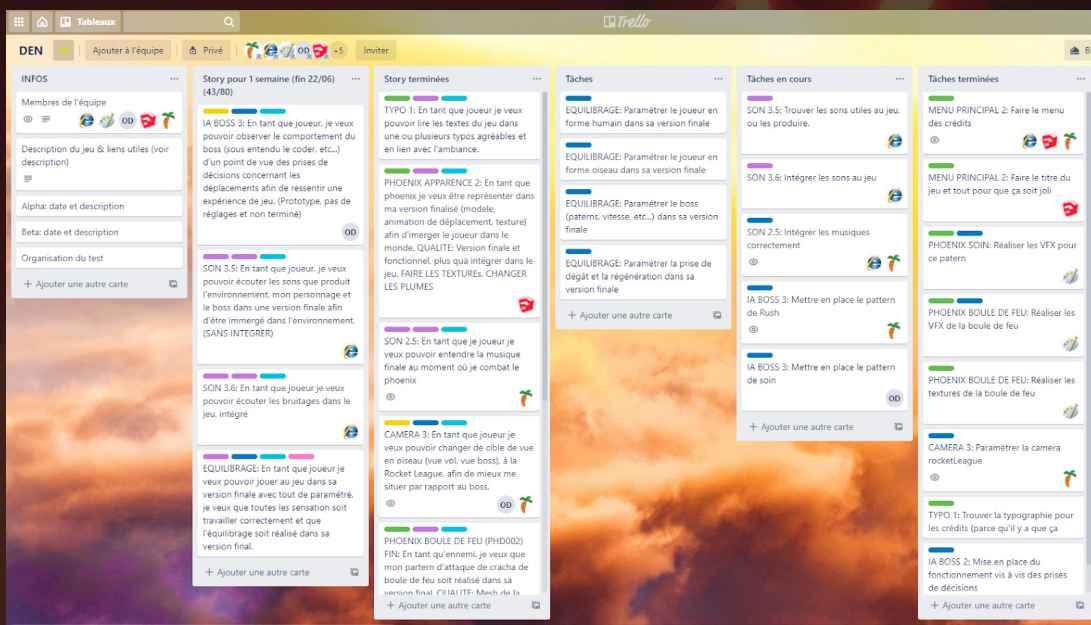 Tableaux
Trello
DEN
Ajouter à l'équipe
Privé
OD
+5
Inviter
B
INFOS
Membres de l'équipe
OD
Description du jeu & liens utiles (voir
description)
Alpha: date et description
Beta: date et description
Organisation du test
+ Ajouter une autre carte
Story pour 1 semaine (fin 22/06)
(43/80)
IA BOSS 3: En tant que joueur, je veux
pouvoir observer le comportement du
boss (sous entendu le coder, etc...)
d'un point de vue des prises de
décisions concernant les
déplacements afin de ressentir une
expérience de jeu. (Prototype, pas de
réglages et non terminé)
OD
SON 3.5: En tant que joueur, je veux
pouvoir écouter les sons que produit
l'environnement, mon personnage et
le boss dans une version finale afin
d'être immergé dans l'environnement.
(SANS INTEGRER)
SON 3.6: En tant que joueur je veux
pouvoir écouter les bruitages dans le
jeu, intégré
EQUILIBRAGE: En tant que joueur je
veux pouvoir jouer au jeu dans sa
version finale avec tout de paramétré,
je veux que toutes les sensation soit
travailler correctement et que
l'équilibrage soit réalisé dans sa
version final.
+ Ajouter une autre carte
Story terminées
TYPO 1: En tant que joueur je veux
pouvoir lire les textes du jeu dans
une ou plusieurs typos agréables et
en lien avec l'ambiance.
PHOENIX APPARENCE 2: En tant que
phoenix je veux être représenter dans
ma version finalisé (modele,
animation de déplacement, texture)
afin d'imerger le joueur dans le
monde. QUALITE: Version finale et
fonctionnel, plus quà intégrer dans le
jeu. FAIRE LES TEXTUREs, CHANGER
LES PLUMES
SON 2.5: En tant que je joueur je
veux pouvoir entendre la musique
finale au moment où je combat le
phoenix
CAMERA 3: En tant que joueur je
veux pouvoir changer de cible de vue
en oiseau (vue vol, vue boss), à la
Rocket League, afin de mieux me
situer par rapport au boss.
OD
PHOENIX BOULE DE FEU (PHD002)
FIN: En tant qu'ennemi, je veux que
mon partern d'attaque de cracha de
boule de feu soit réalisé dans sa
version final. QUALITE: Mesh de la
+ Ajouter une autre carte
Tâches
EQUILIBRAGE: Paramétrer le joueur en
forme humain dans sa version finale
EQUILIBRAGE: Paramétrer le joueur en
forme oiseau dans sa version finale
EQUILIBRAGE: Paramétrer le boss
(paterns, vitesse, etc...) dans sa version
finale
EQUILIBRAGE: Paramétrer la prise de
dégât et la régénération dans sa
version finale
+ Ajouter une autre carte
Tâches en cours
SON 3.5: Trouver les sons utiles au jeu.
ou les produire.
SON 3.6: Intégrer les sons au jeu
SON 2.5: Intégrer les musiques
correctement
IA BOSS 3: Mettre en place le pattern
de Rush
IA BOSS 3: Mettre en place le pattern
de soin
OD
+ Ajouter une autre carte
Tâches terminées
MENU PRINCIPAL 2: Faire le menu
des crédits
MENU PRINCIPAL 2: Faire le titre du
jeu et tout pour que ça soit joli
PHOENIX SOIN: Réaliser les VFX pour
ce patern
PHOENIX BOULE DE FEU: Réaliser les
VFX de la boule de feu
PHOENIX BOULE DE FEU: Réaliser les
textures de la boule de feu
CAMERA 3: Paramétrer la camera
rocketLeague
TYPO 1: Trouver la typographie pour
les crédits (parce qu'il y a que ça
IA BOSS 2: Mise en place du
fonctionnement vis à vis des prises
de décisions
+ Ajouter une autre carte